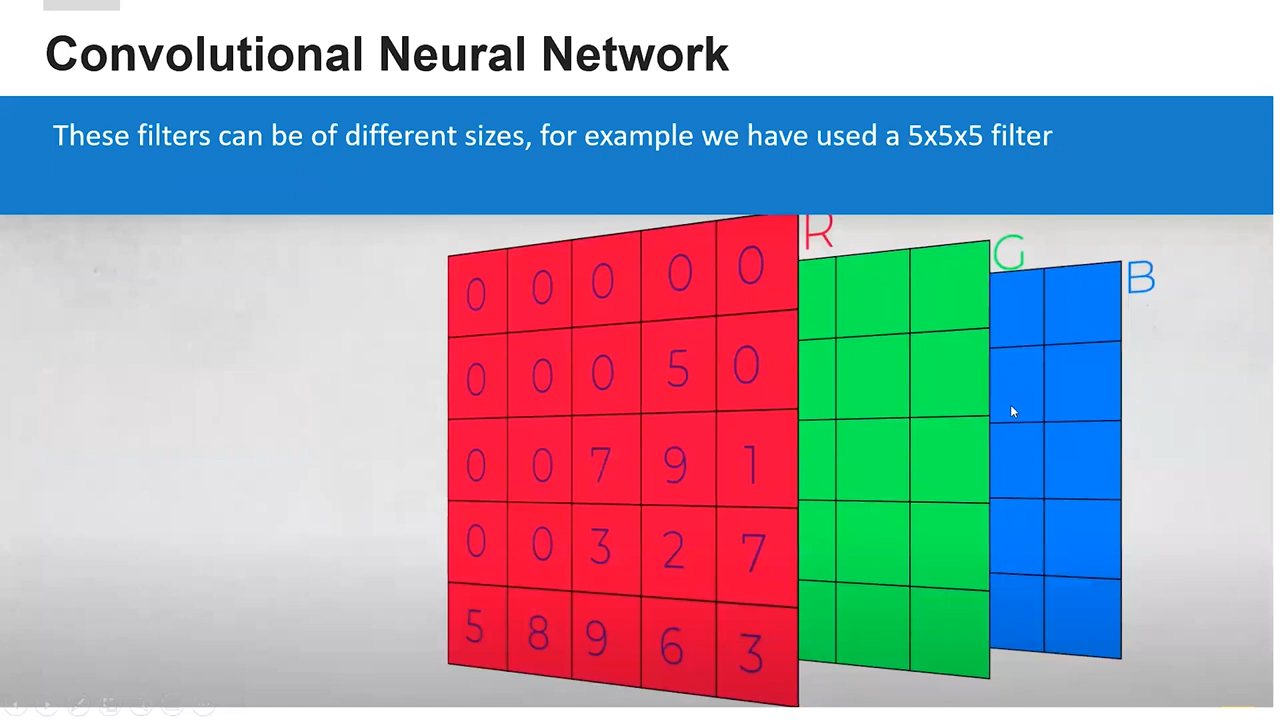 Convolutional Neural Network
These filters can be of different sizes, for example we have used a 5x5x5 filter
R
G
B
0 0 0 0 0
0 0 0 5 0
0 0 7 9 1
0 0 3 2 7
5 8 9 6 3